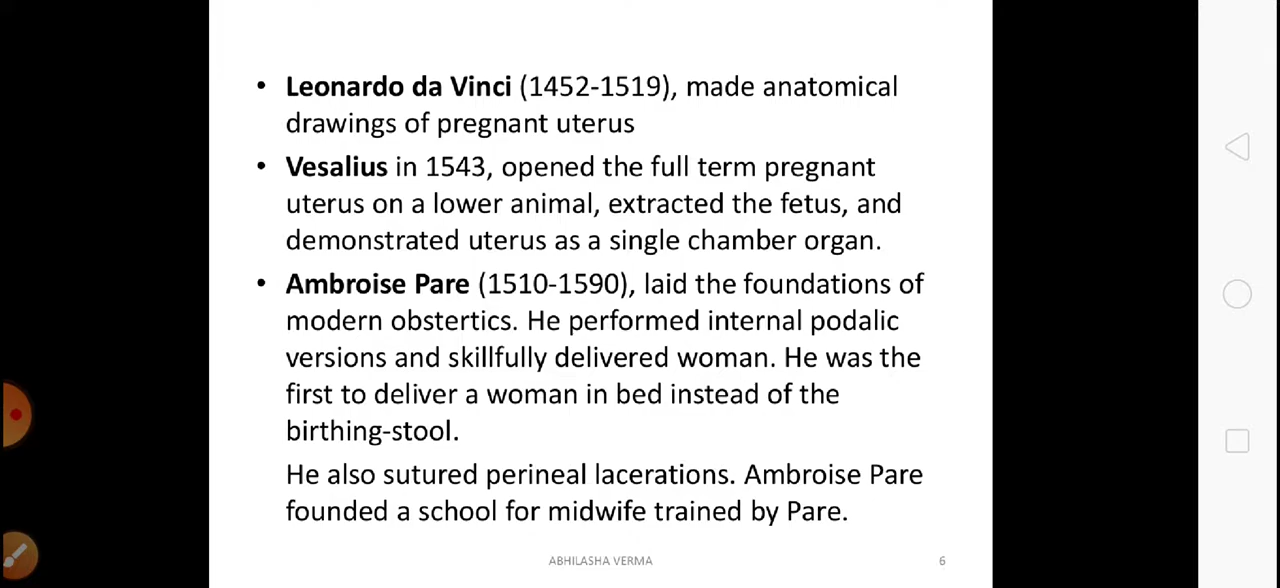 • Leonardo da Vinci (1452-1519), made anatomical
drawings of pregnant uterus
• Vesalius in 1543, opened the full term pregnant
uterus on a lower animal, extracted the fetus, and
demonstrated uterus as a single chamber organ.
• Ambroise Pare (1510-1590), laid the foundations of
modern obstertics. He performed internal podalic
versions and skillfully delivered woman. He was the
first to deliver a woman in bed instead of the
birthing-stool.
He also sutured perineal lacerations. Ambroise Pare
founded a school for midwife trained by Pare.
ABHILASHA VERMA 6